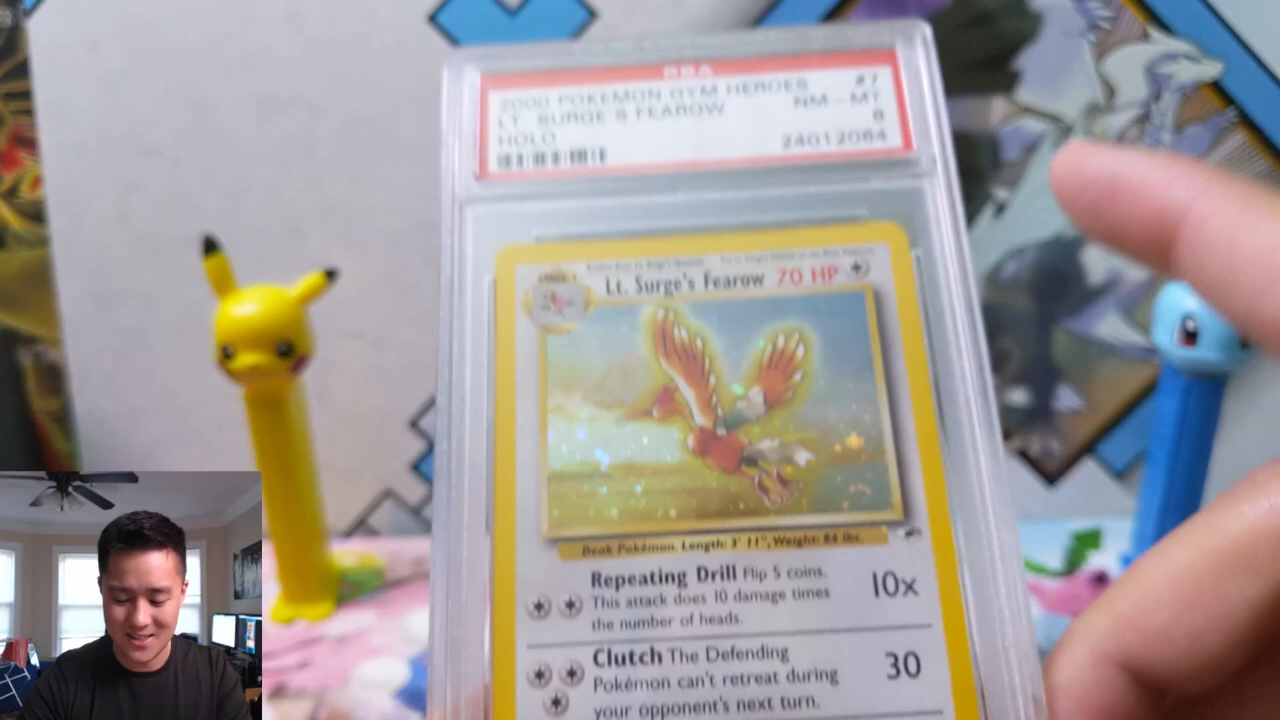 PSA
2000 POKEMON GYM HEROES #7
LT. SURGE'S FEAROW NM - MT
HOLO 8
24012084
Lt. Surge's Fearow 70 HP
Beak Pokémon. Length: 3' 11", Weight: 84 lbs.
Repeating Drill Flip 5 coins.
This attack does 10 damage times
the number of heads.
10x
Clutch The Defending
Pokémon can't retreat during
your opponent's next turn.
30